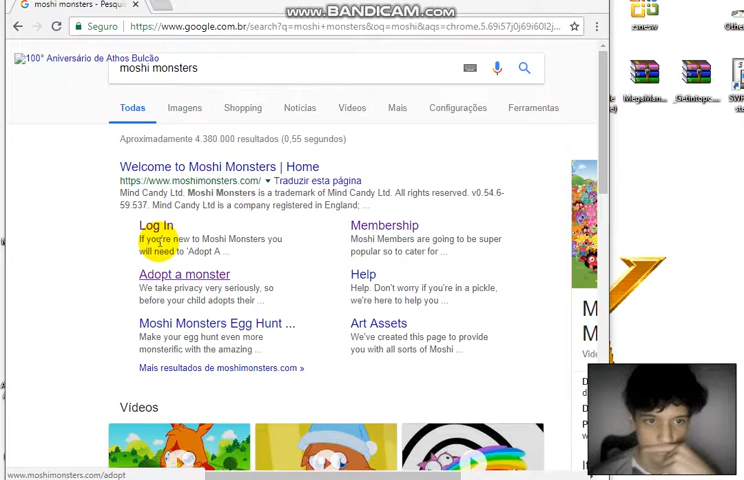 moshi monsters - Pesqui
www.BANDICAM.com
Seguro
https://www.google.com.br/search?q=moshi+monsters&oq=moshi&aqs=chrome.5.69i57j0j69i60l2j...
100° Aniversário de Athos Bulcão
moshi monsters
Todas Imagens Shopping Notícias Vídeos Mais Configurações Ferramentas
Aproximadamente 4.380.000 resultados (0,55 segundos)
Welcome to Moshi Monsters | Home
https://www.moshimonsters.com/ Traduzir esta página
Mind Candy Ltd. Moshi Monsters is a trademark of Mind Candy Ltd. All rights reserved. v0.54.6-
59.537. Mind Candy Ltd is a company registered in England; ...
Log In
If you're new to Moshi Monsters you
will need to 'Adopt A ...
Membership
Moshi Members are going to be super
popular so to cater for ...
Adopt a monster
We take privacy very seriously, so
before your child adopts their ...
Help
Help. Don't worry if you're in a pickle,
we're here to help you ...
Moshi Monsters Egg Hunt ...
Make your egg hunt even more
monsterific with the amazing ...
Art Assets
We've created this page to provide
you with all sorts of Moshi ...
Mais resultados de moshimonsters.com »
Vídeos
M
M
Vide
www.moshimonsters.com/adopt
MegaMan
_Getintopc